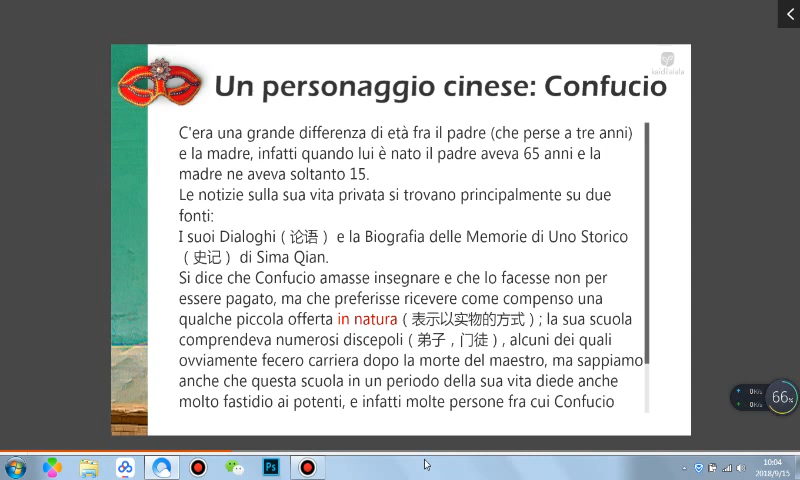 kaidialala
Un personaggio cinese: Confucio
C'era una grande differenza di età fra il padre (che perse a tre anni)
e la madre, infatti quando lui è nato il padre aveva 65 anni e la
madre ne aveva soltanto 15.
Le notizie sulla sua vita privata si trovano principalmente su due
fonti:
I suoi Dialoghi（论语） e la Biografia delle Memorie di Uno Storico
（史记） di Sima Qian.
Si dice che Confucio amasse insegnare e che lo facesse non per
essere pagato, ma che preferisse ricevere come compenso una
qualche piccola offerta in natura（表示以实物的方式）; la sua scuola
comprendeva numerosi discepoli（弟子，门徒）, alcuni dei quali
ovviamente fecero carriera dopo la morte del maestro, ma sappiamo
anche che questa scuola in un periodo della sua vita diede anche
molto fastidio ai potenti, e infatti molte persone fra cui Confucio
0K/s
0K/s
66%
Ps
10:04
2018/9/15